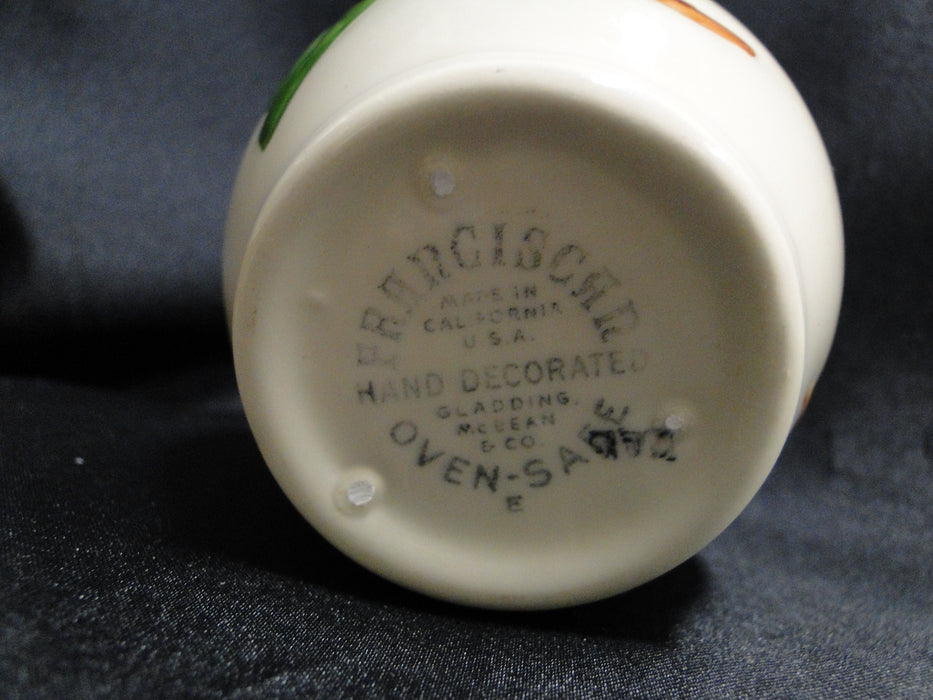 FRANCISCAN
MADE IN
CALIFORNIA
U.S.A.
HAND DECORATED
GLADDING,
McBEAN
& CO.
OVEN-SAFE
E